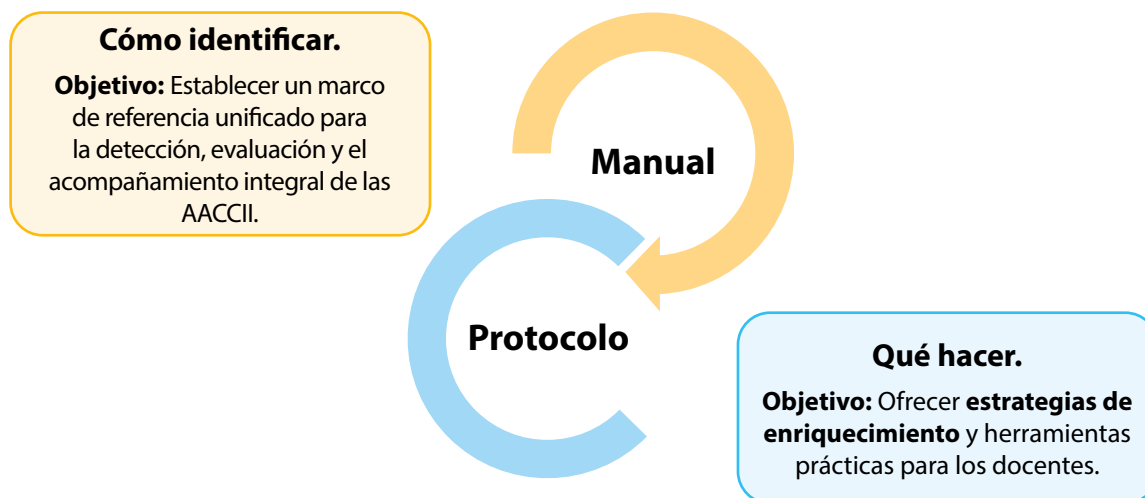 Cómo identificar.
Objetivo: Establecer un marco
de referencia unificado para
la detección, evaluación y el
acompañamiento integral de las
AACCII.
Manual
Protocolo
Qué hacer.
Objetivo: Ofrecer estrategias de
enriquecimiento y herramientas
prácticas para los docentes.